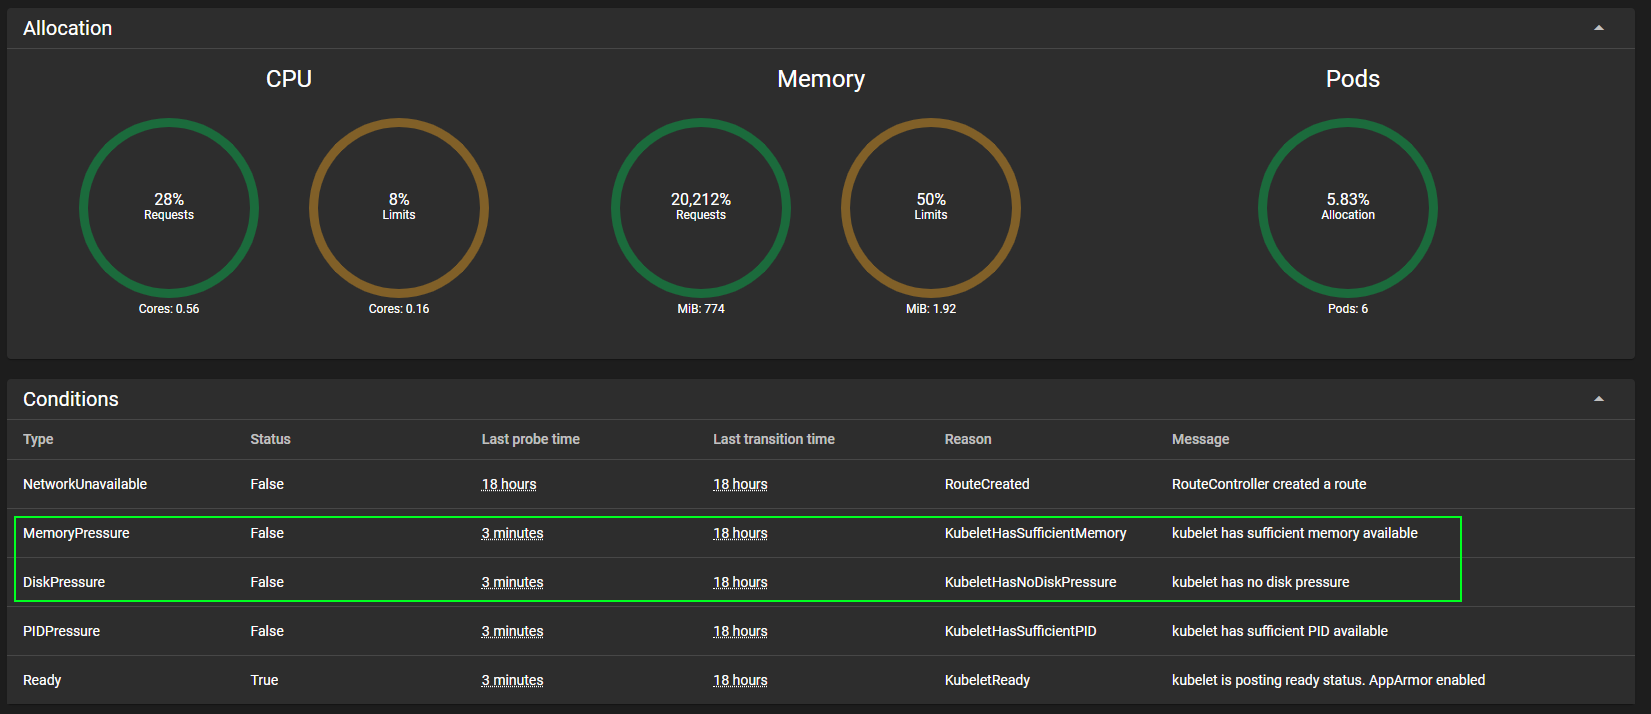 Allocation
CPU
Memory
Pods
28%
Requests
Cores: 0.56
8%
Limits
Cores: 0.16
20,212%
Requests
MiB: 774
50%
Limits
MiB: 1.92
5.83%
Allocation
Pods: 6
Conditions
Type Status Last probe time Last transition time Reason Message
NetworkUnavailable False 18 hours 18 hours RouteCreated RouteController created a route
MemoryPressure False 3 minutes 18 hours KubeletHasSufficientMemory kubelet has sufficient memory available
DiskPressure False 3 minutes 18 hours KubeletHasNoDiskPressure kubelet has no disk pressure
PIDPressure False 3 minutes 18 hours KubeletHasSufficientPID kubelet has sufficient PID available
Ready True 3 minutes 18 hours KubeletReady kubelet is posting ready status. AppArmor enabled